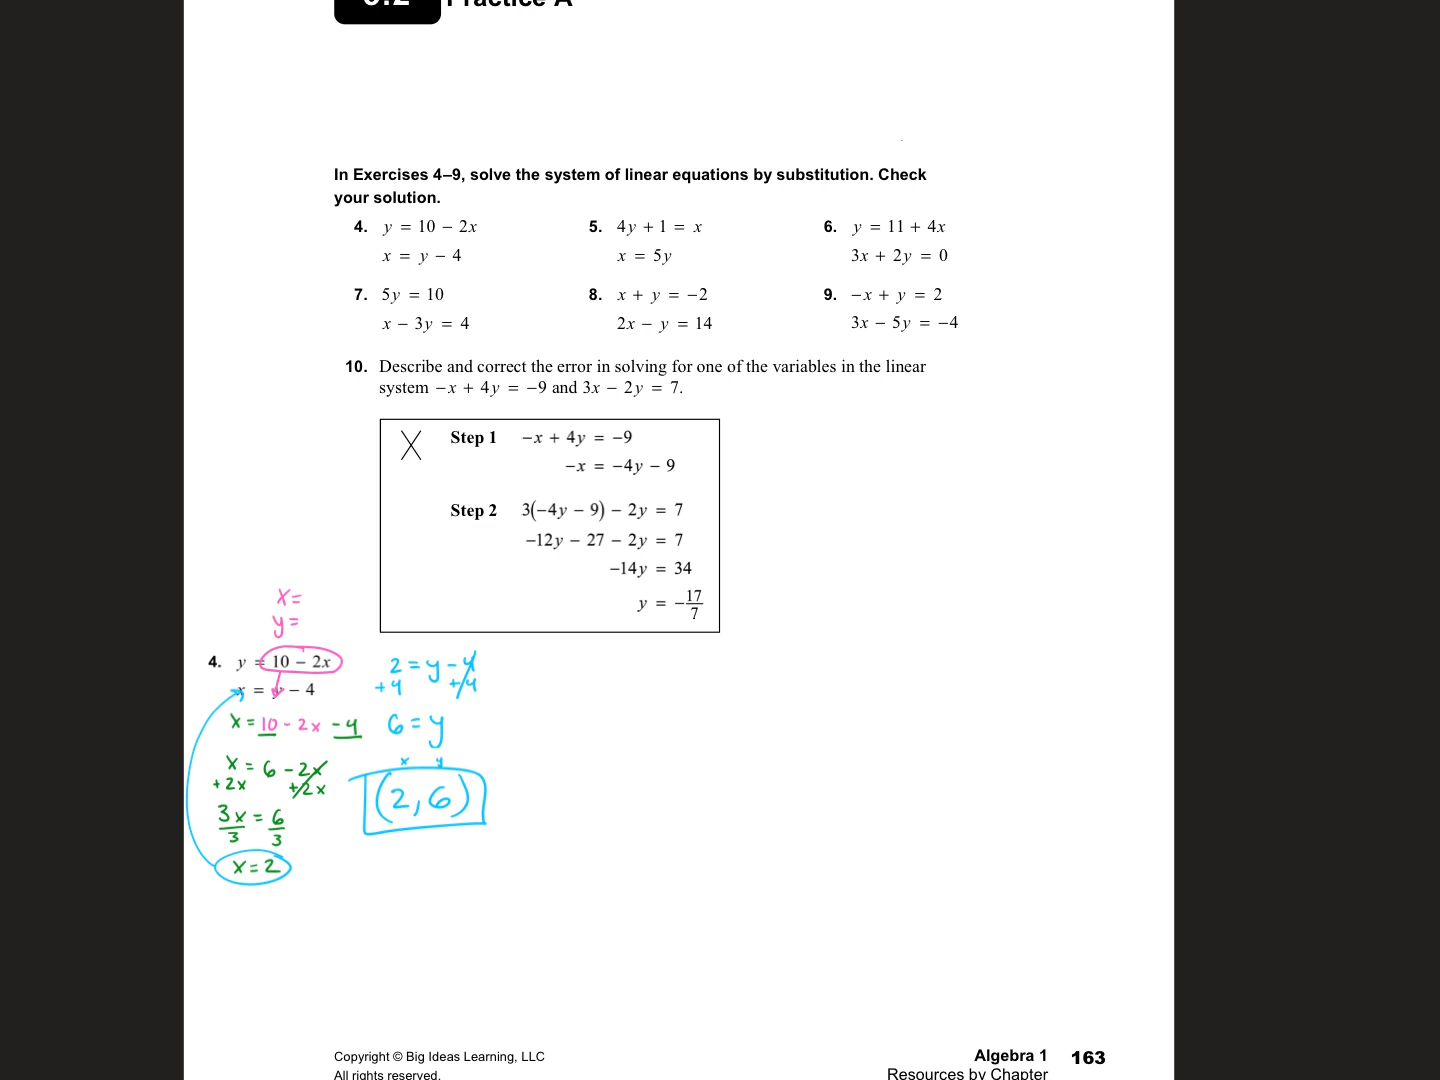 Practice A
In Exercises 4–9, solve the system of linear equations by substitution. Check
your solution.
4. y = 10 − 2x
x = y − 4
5. 4y + 1 = x
x = 5y
6. y = 11 + 4x
3x + 2y = 0
7. 5y = 10
x − 3y = 4
8. x + y = −2
2x − y = 14
9. −x + y = 2
3x − 5y = −4
10. Describe and correct the error in solving for one of the variables in the linear
system −x + 4y = −9 and 3x − 2y = 7.
X Step 1 −x + 4y = −9
−x = −4y − 9
Step 2 3(−4y − 9) − 2y = 7
−12y − 27 − 2y = 7
−14y = 34
y = −17/7
x=
y=
4. y = 10 − 2x
x = y − 4
x = 10 - 2x - 4
x = 6 - 2x
+ 2x +2x
3x = 6
3 3
x = 2
2 = y - 4
+4 +4
6 = y
x y
(2, 6)
Copyright © Big Ideas Learning, LLC
All rights reserved.
Algebra 1 163
Resources by Chapter